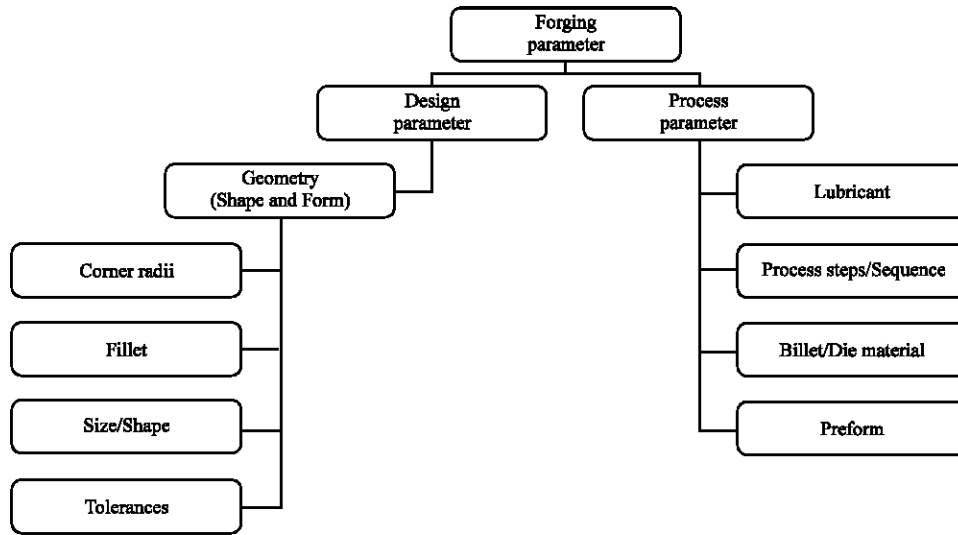 Forging
parameter
Design
parameter
Process
parameter
Geometry
(Shape and Form)
Corner radii
Fillet
Size/Shape
Tolerances
Lubricant
Process steps/Sequence
Billet/Die material
Preform